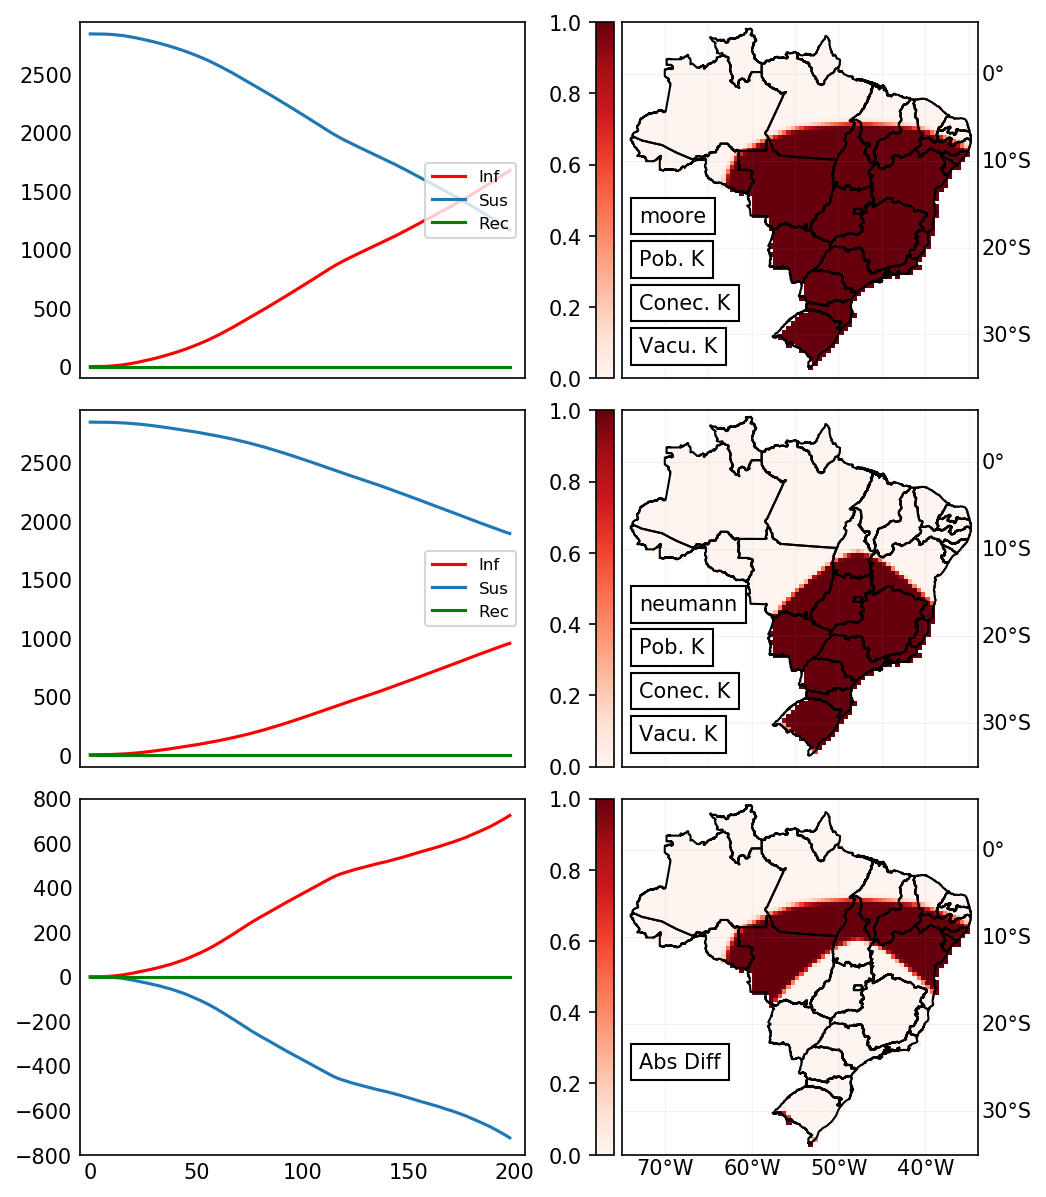 2500
2000
1500
1000
500
0
Inf
Sus
Rec
1.0
0.8
0.6
0.4
0.2
0.0
moore
Pob. K
Conec. K
Vacu. K
0°
10°S
20°S
30°S
2500
2000
1500
1000
500
0
Inf
Sus
Rec
1.0
0.8
0.6
0.4
0.2
0.0
neumann
Pob. K
Conec. K
Vacu. K
0°
10°S
20°S
30°S
800
600
400
200
0
−200
−400
−600
−800
0 50 100 150 200
1.0
0.8
0.6
0.4
0.2
0.0
Abs Diff
0°
10°S
20°S
30°S
70°W 60°W 50°W 40°W